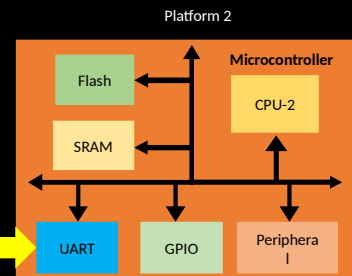 Platform 2
Microcontroller
Flash
CPU-2
SRAM
UART
GPIO
Periphera
l